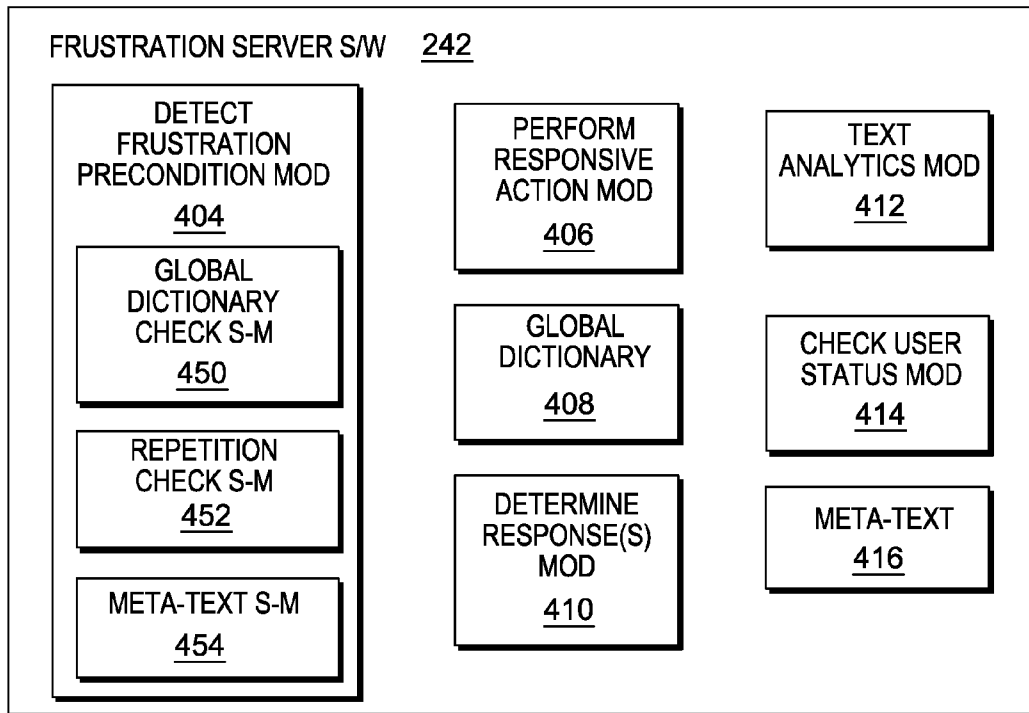 FRUSTRATION SERVER S/W 242
DETECT
FRUSTRATION
PRECONDITION MOD
404
GLOBAL
DICTIONARY
CHECK S-M
450
REPETITION
CHECK S-M
452
META-TEXT S-M
454
PERFORM
RESPONSIVE
ACTION MOD
406
GLOBAL
DICTIONARY
408
DETERMINE
RESPONSE(S)
MOD
410
TEXT
ANALYTICS MOD
412
CHECK USER
STATUS MOD
414
META-TEXT
416